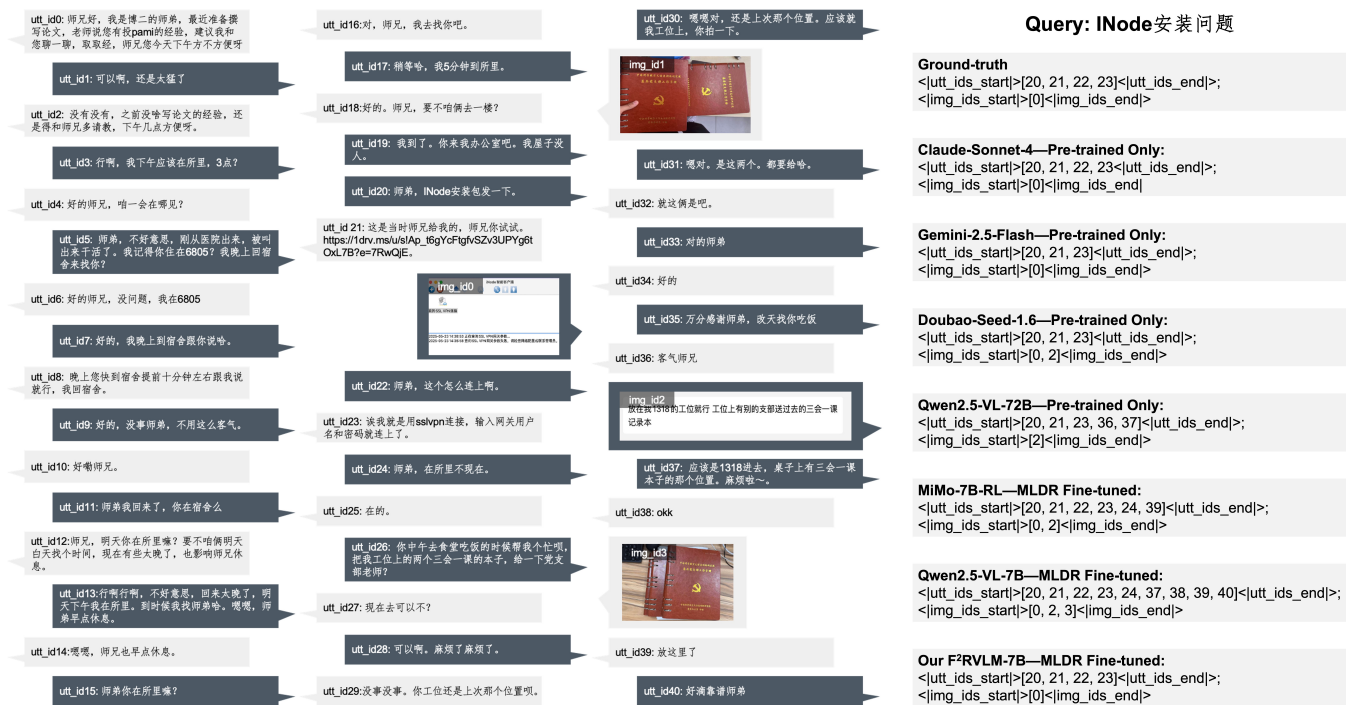 utt_id0: 师兄好，我是博二的师弟，最近准备撰
写论文，老师说您有投pami的经验，建议我和
您聊一聊，取取经，师兄您今天下午方不方便呀
utt_id1: 可以啊，还是太猛了
utt_id2: 没有没有，之前没啥写论文的经验，还
是得和师兄多请教，下午几点方便呀。
utt_id3: 行啊，我下午应该在所里，3点？
utt_id4: 好的师兄，咱一会在哪见？
utt_id5: 师弟，不好意思，刚从医院出来，被叫
出来干活了。我记得你住在6805？我晚上回宿
舍来找你？
utt_id6: 好的师兄，没问题，我在6805
utt_id7: 好的，我晚上到宿舍跟你说哈。
utt_id8: 晚上您快到宿舍提前十分钟左右跟我说
就行，我回宿舍。
utt_id9: 好的，没事师弟，不用这么客气。
utt_id10: 好嘞师兄。
utt_id11: 师弟我回来了，你在宿舍么
utt_id12:师兄，明天你在所里嘛？要不咱俩明天
白天找个时间，现在有些太晚了，也影响师兄休
息。
utt_id13:行啊行啊，不好意思，回来太晚了，明
天下午我在所里。到时候我找师弟哈。嗯嗯，师
弟早点休息。
utt_id14:嗯嗯，师兄也早点休息。
utt_id15: 师弟你在所里嘛？
utt_id16:对，师兄，我去找你吧。
utt_id17: 稍等哈，我5分钟到所里。
utt_id18:好的。师兄，要不咱俩去一楼？
utt_id19: 我到了。你来我办公室吧。我屋子没
人。
utt_id20: 师弟，INode安装包发一下。
utt_id 21: 这是当时师兄给我的，师兄你试试。
https://1drv.ms/u/s!Ap_t6gYcFtgfvSZv3UPYg6t
OxL7B?e=7RwQjE。
img_id0
utt_id22: 师弟，这个怎么连上啊。
utt_id23: 诶我就是用sslvpn连接，输入网关用户
名和密码就连上了。
utt_id24: 师弟，在所里不现在。
utt_id25: 在的。
utt_id26: 你中午去食堂吃饭的时候帮我个忙呗，
把我工位上的两个三会一课的本子，给一下党支
部老师？
utt_id27: 现在去可以不？
utt_id28: 可以啊。麻烦了麻烦了。
utt_id29:没事没事。你工位还是上次那个位置呗。
utt_id30: 嗯嗯对，还是上次那个位置。应该就
我工位上，你拍一下。
img_id1
utt_id31: 嗯对。是这两个。都要给哈。
utt_id32: 就这俩是吧。
utt_id33: 对的师弟
utt_id34: 好的
utt_id35: 万分感谢师弟，改天找你吃饭
utt_id36: 客气师兄
img_id2
放在我1318的工位就行 工位上有别的支部送过去的三会一课
记录本
utt_id37: 应该是1318进去，桌子上有三会一课
本子的那个位置。麻烦啦～。
utt_id38: okk
img_id3
utt_id39: 放这里了
utt_id40: 好滴靠谱师弟
Query: INode安装问题
Ground-truth
<|utt_ids_start|>[20, 21, 22, 23]<|utt_ids_end|>;
<|img_ids_start|>[0]<|img_ids_end|>
Claude-Sonnet-4—Pre-trained Only:
<|utt_ids_start|>[20, 21, 22, 23<|utt_ids_end|>;
<|img_ids_start|>[0]<|img_ids_end|
Gemini-2.5-Flash—Pre-trained Only:
<|utt_ids_start|>[20, 21, 23]<|utt_ids_end|>;
<|img_ids_start|>[0]<|img_ids_end|>
Doubao-Seed-1.6—Pre-trained Only:
<|utt_ids_start|>[20, 21, 23]<|utt_ids_end|>;
<|img_ids_start|>[0, 2]<|img_ids_end|>
Qwen2.5-VL-72B—Pre-trained Only:
<|utt_ids_start|>[20, 21, 23, 36, 37]<|utt_ids_end|>;
<|img_ids_start|>[2]<|img_ids_end|>
MiMo-7B-RL—MLDR Fine-tuned:
<|utt_ids_start|>[20, 21, 22, 23, 24, 39]<|utt_ids_end|>;
<|img_ids_start|>[0, 2]<|img_ids_end|>
Qwen2.5-VL-7B—MLDR Fine-tuned:
<|utt_ids_start|>[20, 21, 22, 23, 24, 37, 38, 39, 40]<|utt_ids_end|>;
<|img_ids_start|>[0, 2, 3]<|img_ids_end|>
Our F²RVLM-7B—MLDR Fine-tuned:
<|utt_ids_start|>[20, 21, 22, 23]<|utt_ids_end|>;
<|img_ids_start|>[0]<|img_ids_end|>